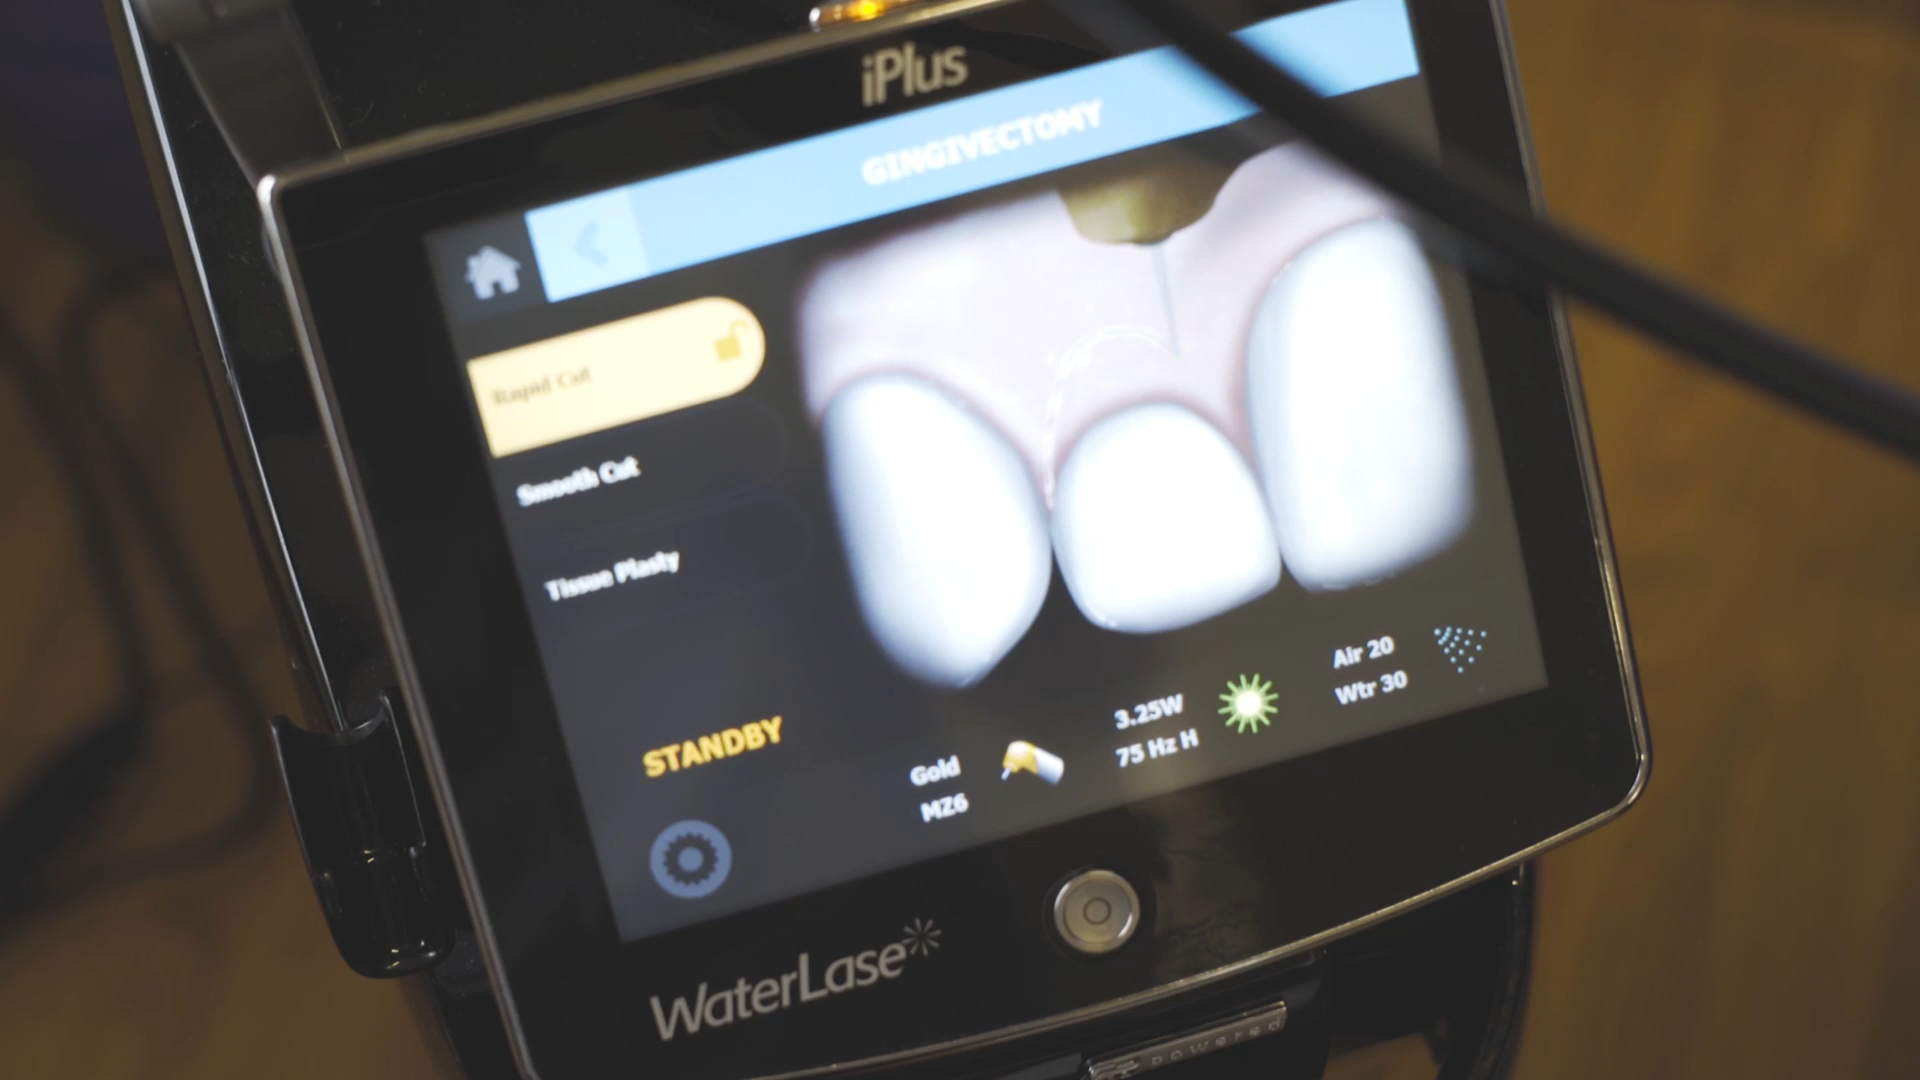 iPlus
GINGIVECTOMY
Rapid Cut
Smooth Cut
Tissue Plasty
STANDBY
Gold
MZ6
3.25W
75 Hz H
Air 20
Wtr 30
WaterLase
powered